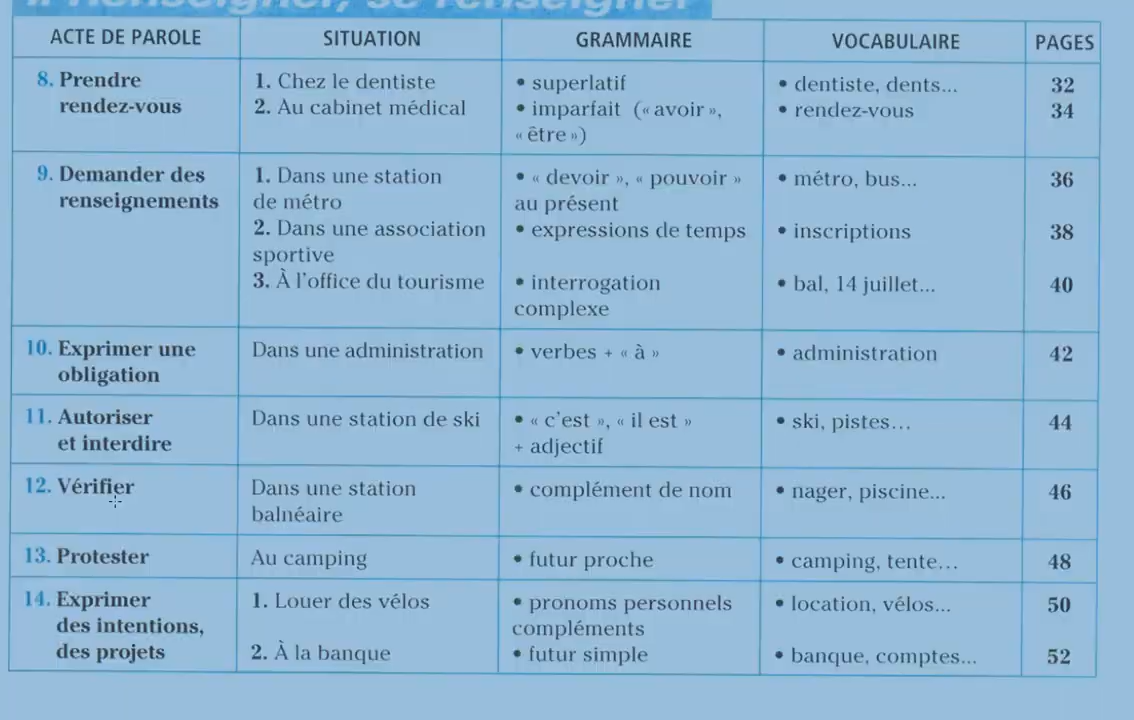 Renseigner, se renseigner
ACTE DE PAROLE SITUATION GRAMMAIRE VOCABULAIRE PAGES
8. Prendre 1. Chez le dentiste • superlatif • dentiste, dents... 32
rendez-vous 2. Au cabinet médical • imparfait (« avoir », • rendez-vous 34
« être »)
9. Demander des 1. Dans une station • « devoir », « pouvoir » • métro, bus... 36
renseignements de métro au présent
2. Dans une association • expressions de temps • inscriptions 38
sportive
3. À l'office du tourisme • interrogation • bal, 14 juillet... 40
complexe
10. Exprimer une Dans une administration • verbes + « à » • administration 42
obligation
11. Autoriser Dans une station de ski • « c'est », « il est » • ski, pistes... 44
et interdire + adjectif
12. Vérifier Dans une station • complément de nom • nager, piscine... 46
balnéaire
13. Protester Au camping • futur proche • camping, tente... 48
14. Exprimer 1. Louer des vélos • pronoms personnels • location, vélos... 50
des intentions, compléments
des projets 2. À la banque • futur simple • banque, comptes... 52